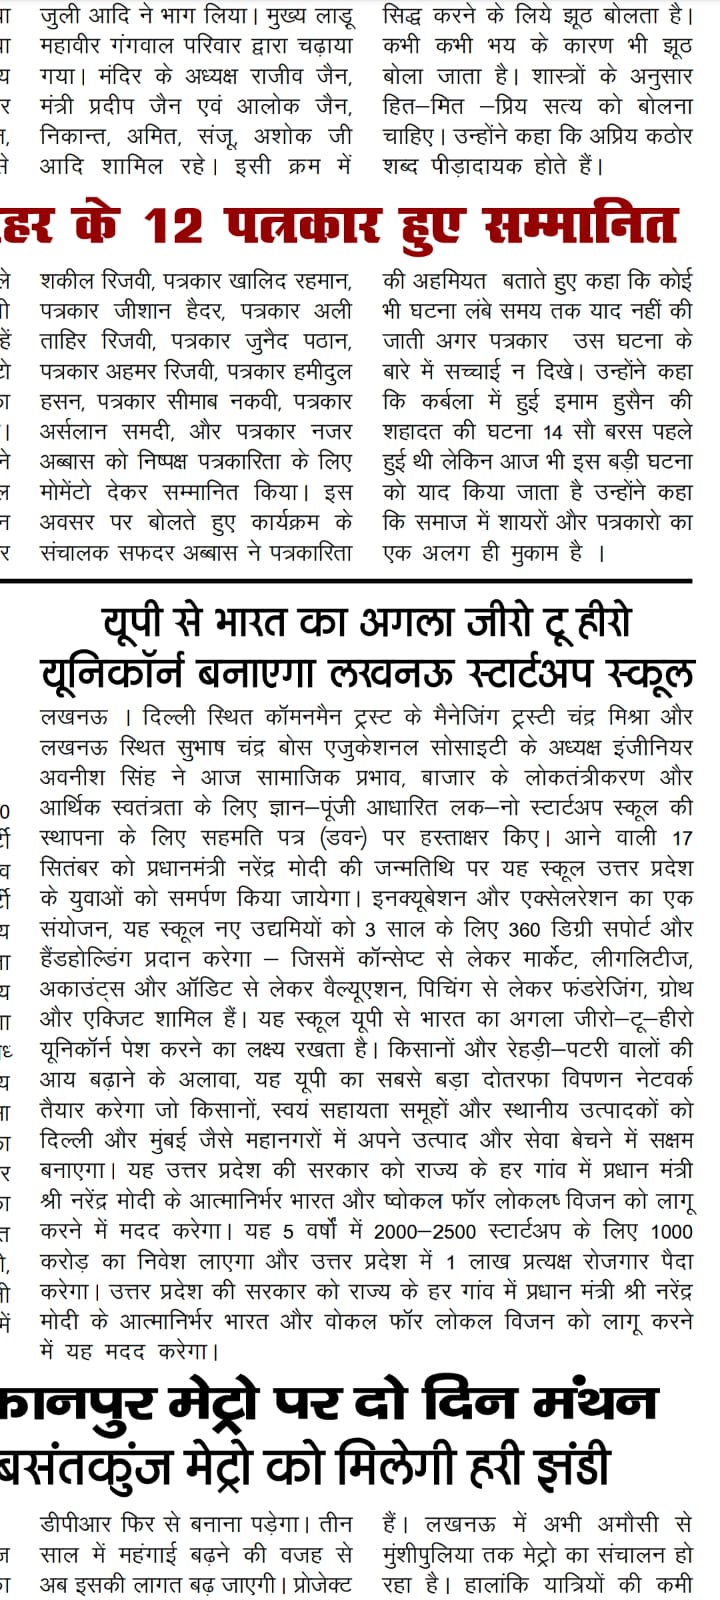 जुली आदि ने भाग लिया। मुख्य लाडू
महावीर गंगवाल परिवार द्वारा चढ़ाया
गया। मंदिर के अध्यक्ष राजीव जैन,
मंत्री प्रदीप जैन एवं आलोक जैन,
निकान्त, अमित, संजू, अशोक जी
आदि शामिल रहे। इसी क्रम में
सिद्ध करने के लिये झूठ बोलता है।
कभी कभी भय के कारण भी झूठ
बोला जाता है। शास्त्रों के अनुसार
हित–मित –प्रिय सत्य को बोलना
चाहिए। उन्होंने कहा कि अप्रिय कठोर
शब्द पीड़ादायक होते हैं।
हर के 12 पत्रकार हुए सम्मानित
शकील रिजवी, पत्रकार खालिद रहमान,
पत्रकार जीशान हैदर, पत्रकार अली
ताहिर रिजवी, पत्रकार जुनैद पठान,
पत्रकार अहमर रिजवी, पत्रकार हमीदुल
हसन, पत्रकार सीमाब नकवी, पत्रकार
अर्सलान समदी, और पत्रकार नजर
अब्बास को निष्पक्ष पत्रकारिता के लिए
मोमेंटो देकर सम्मानित किया। इस
अवसर पर बोलते हुए कार्यक्रम के
संचालक सफदर अब्बास ने पत्रकारिता
की अहमियत बताते हुए कहा कि कोई
भी घटना लंबे समय तक याद नहीं की
जाती अगर पत्रकार उस घटना के
बारे में सच्चाई न दिखे। उन्होंने कहा
कि कर्बला में हुई इमाम हुसैन की
शहादत की घटना 14 सौ बरस पहले
हुई थी लेकिन आज भी इस बड़ी घटना
को याद किया जाता है उन्होंने कहा
कि समाज में शायरों और पत्रकारो का
एक अलग ही मुकाम है ।
यूपी से भारत का अगला जीरो टू हीरो
यूनिकॉर्न बनाएगा लखनऊ स्टार्टअप स्कूल
लखनऊ । दिल्ली स्थित कॉमनमैन ट्रस्ट के मैनेजिंग ट्रस्टी चंद्र मिश्रा और
लखनऊ स्थित सुभाष चंद्र बोस एजुकेशनल सोसाइटी के अध्यक्ष इंजीनियर
अवनीश सिंह ने आज सामाजिक प्रभाव, बाजार के लोकतंत्रीकरण और
आर्थिक स्वतंत्रता के लिए ज्ञान–पूंजी आधारित लक–नो स्टार्टअप स्कूल की
स्थापना के लिए सहमति पत्र (डवन्) पर हस्ताक्षर किए। आने वाली 17
सितंबर को प्रधानमंत्री नरेंद्र मोदी की जन्मतिथि पर यह स्कूल उत्तर प्रदेश
के युवाओं को समर्पण किया जायेगा। इनक्यूबेशन और एक्सेलरेशन का एक
संयोजन, यह स्कूल नए उद्यमियों को 3 साल के लिए 360 डिग्री सपोर्ट और
हैंडहोल्डिंग प्रदान करेगा – जिसमें कॉन्सेप्ट से लेकर मार्केट, लीगलिटीज,
अकाउंट्स और ऑडिट से लेकर वैल्यूएशन, पिचिंग से लेकर फंडरेजिंग, ग्रोथ
और एक्जिट शामिल हैं। यह स्कूल यूपी से भारत का अगला जीरो–टू–हीरो
यूनिकॉर्न पेश करने का लक्ष्य रखता है। किसानों और रेहड़ी–पटरी वालों की
आय बढ़ाने के अलावा, यह यूपी का सबसे बड़ा दोतरफा विपणन नेटवर्क
तैयार करेगा जो किसानों, स्वयं सहायता समूहों और स्थानीय उत्पादकों को
दिल्ली और मुंबई जैसे महानगरों में अपने उत्पाद और सेवा बेचने में सक्षम
बनाएगा। यह उत्तर प्रदेश की सरकार को राज्य के हर गांव में प्रधान मंत्री
श्री नरेंद्र मोदी के आत्मानिर्भर भारत और ष्वोकल फॉर लोकलष् विजन को लागू
करने में मदद करेगा। यह 5 वर्षों में 2000–2500 स्टार्टअप के लिए 1000
करोड़ का निवेश लाएगा और उत्तर प्रदेश में 1 लाख प्रत्यक्ष रोजगार पैदा
करेगा। उत्तर प्रदेश की सरकार को राज्य के हर गांव में प्रधान मंत्री श्री नरेंद्र
मोदी के आत्मानिर्भर भारत और वोकल फॉर लोकल विजन को लागू करने
में यह मदद करेगा।
कानपुर मेट्रो पर दो दिन मंथन
बसंतकुंज मेट्रो को मिलेगी हरी झंडी
डीपीआर फिर से बनाना पड़ेगा। तीन
साल में महंगाई बढ़ने की वजह से
अब इसकी लागत बढ़ जाएगी। प्रोजेक्ट
हैं। लखनऊ में अभी अमौसी से
मुंशीपुलिया तक मेट्रो का संचालन हो
रहा है। हालांकि यात्रियों की कमी